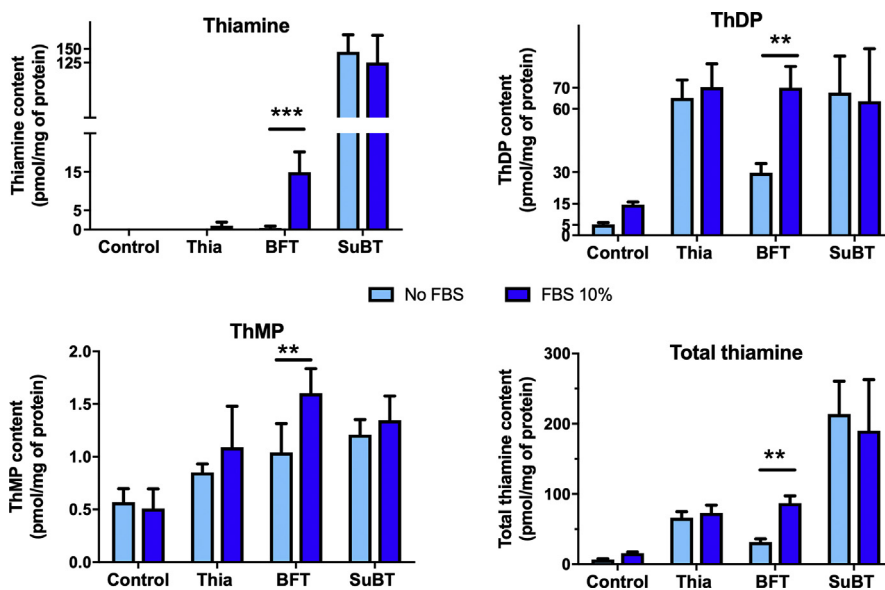 Thiamine
Thiamine content
(pmol/mg of protein)
150
125
15
5
0
***
Control Thia BFT SuBT
ThDP
ThDP content
(pmol/mg of protein)
70
60
30
15
5
0
**
Control Thia BFT SuBT
No FBS FBS 10%
ThMP
ThMP content
(pmol/mg of protein)
2.0
1.5
1.0
0.5
0.0
**
Control Thia BFT SuBT
Total thiamine
Total thiamine content
(pmol/mg of protein)
300
200
100
0
**
Control Thia BFT SuBT